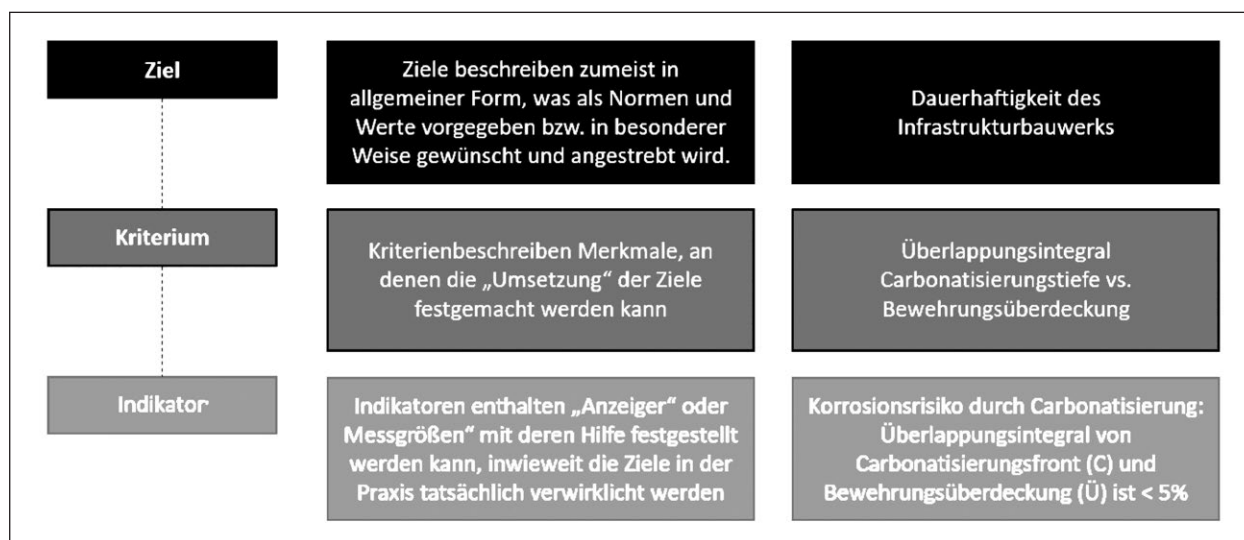 Ziel
Ziele beschreiben zumeist in
allgemeiner Form, was als Normen und
Werte vorgegeben bzw. in besonderer
Weise gewünscht und angestrebt wird.
Dauerhaftigkeit des
Infrastrukturbauwerks
Kriterium
Kriterienbeschreiben Merkmale, an
denen die „Umsetzung“ der Ziele
festgemacht werden kann
Überlappungsintegral
Carbonatisierungstiefe vs.
Bewehrungsüberdeckung
Indikator
Indikatoren enthalten „Anzeiger“ oder
Messgrößen“ mit deren Hilfe festgestellt
werden kann, inwieweit die Ziele in der
Praxis tatsächlich verwirklicht werden
Korrosionsrisiko durch Carbonatisierung:
Überlappungsintegral von
Carbonatisierungsfront (C) und
Bewehrungsüberdeckung (Ü) ist < 5%